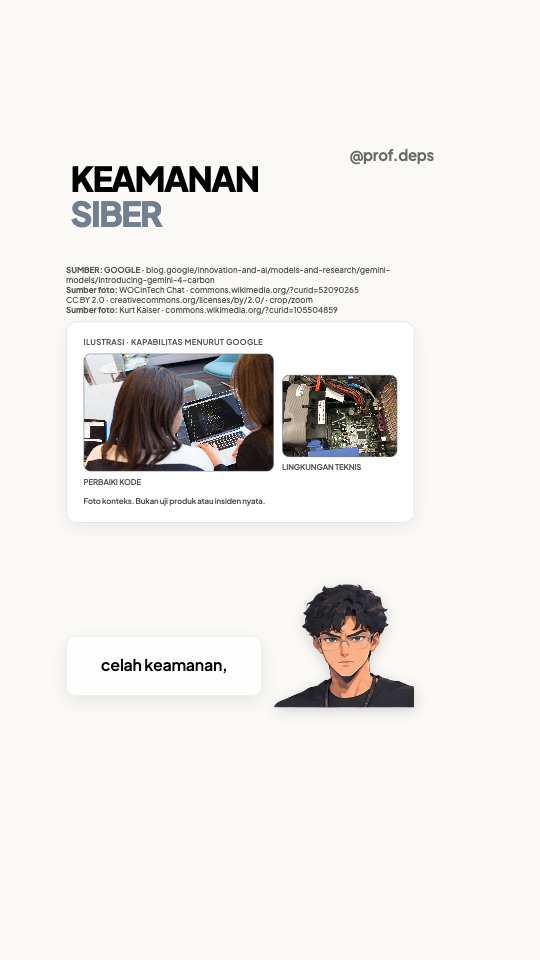 @prof.deps
KEAMANAN
SIBER
SUMBER: GOOGLE · blog.google/innovation-and-ai/models-and-research/gemini-
models/introducing-gemini-4-carbon
Sumber foto: WOCinTech Chat · commons.wikimedia.org/?curid=52090265
CC BY 2.0 · creativecommons.org/licenses/by/2.0/ · crop/zoom
Sumber foto: Kurt Kaiser · commons.wikimedia.org/?curid=105504859
ILUSTRASI · KAPABILITAS MENURUT GOOGLE
LINGKUNGAN TEKNIS
PERBAIKI KODE
Foto konteks. Bukan uji produk atau insiden nyata.
celah keamanan,